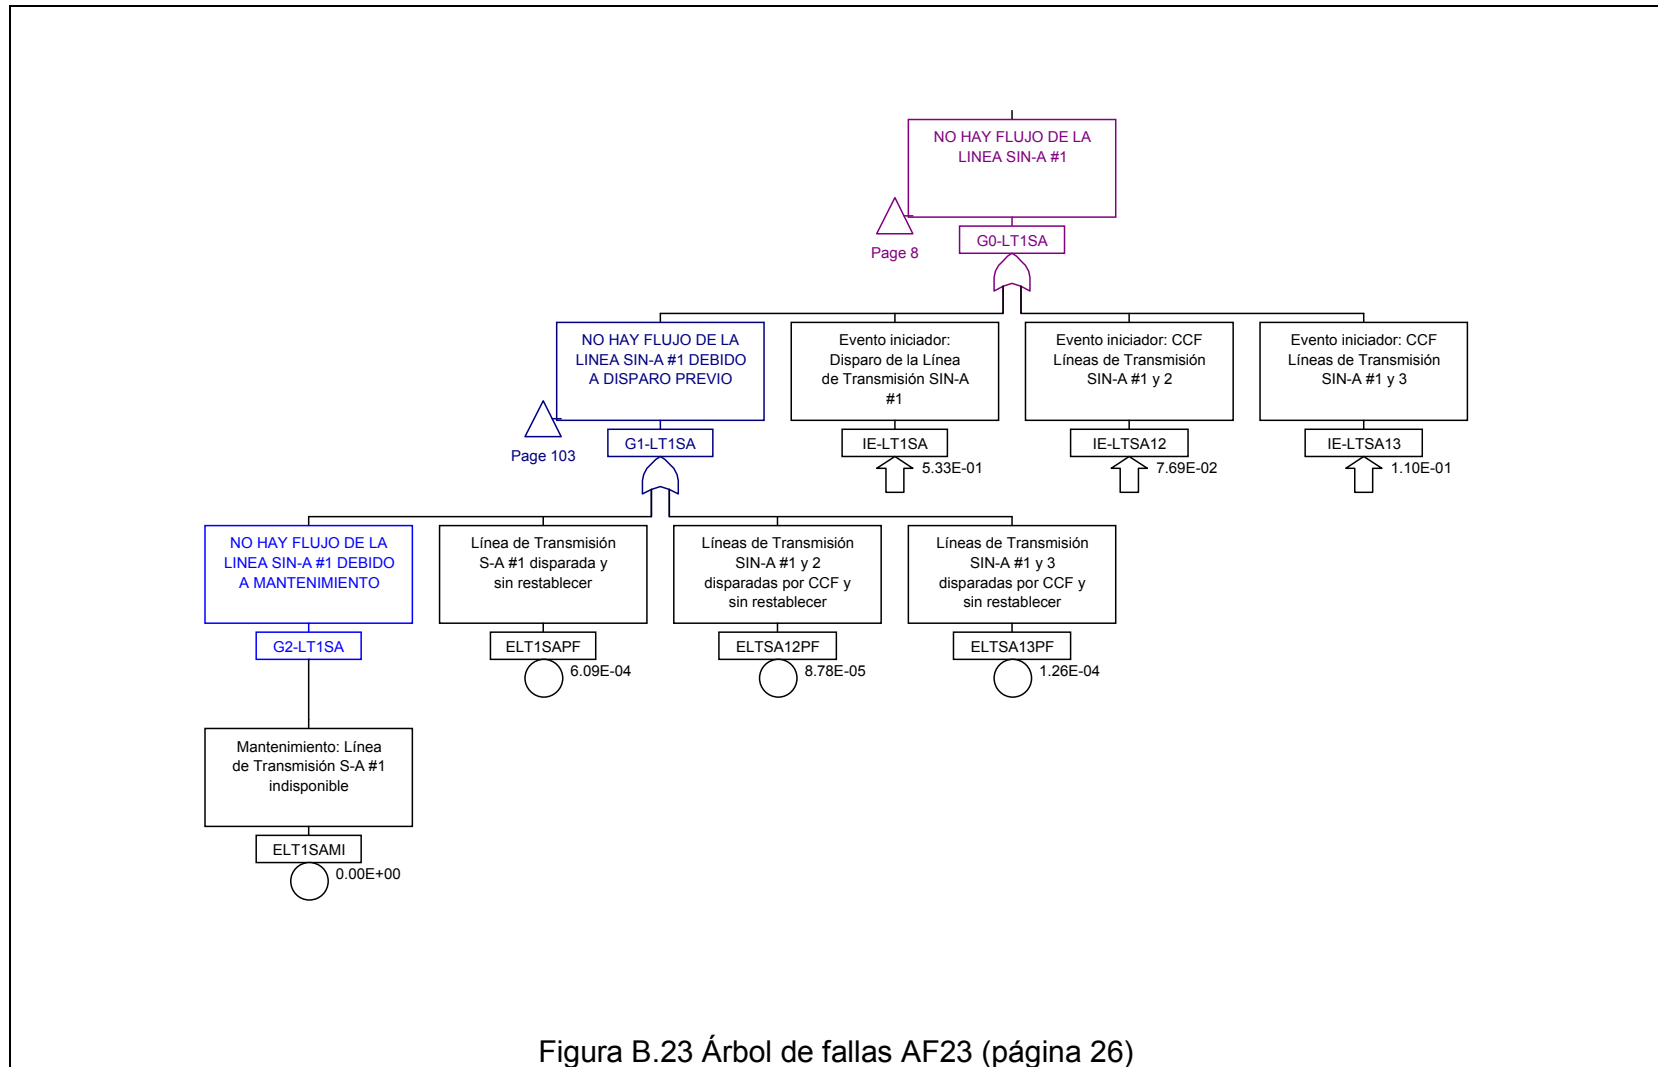 NO HAY FLUJO DE LA
LINEA SIN-A #1
Page 8
G0-LT1SA
NO HAY FLUJO DE LA
LINEA SIN-A #1 DEBIDO
A DISPARO PREVIO
Page 103
G1-LT1SA
Evento iniciador:
Disparo de la Línea
de Transmisión SIN-A
#1
IE-LT1SA
5.33E-01
Evento iniciador: CCF
Líneas de Transmisión
SIN-A #1 y 2
IE-LTSA12
7.69E-02
Evento iniciador: CCF
Líneas de Transmisión
SIN-A #1 y 3
IE-LTSA13
1.10E-01
NO HAY FLUJO DE LA
LINEA SIN-A #1 DEBIDO
A MANTENIMIENTO
G2-LT1SA
Línea de Transmisión
S-A #1 disparada y
sin restablecer
ELT1SAPF
6.09E-04
Líneas de Transmisión
SIN-A #1 y 2
disparadas por CCF y
sin restablecer
ELTSA12PF
8.78E-05
Líneas de Transmisión
SIN-A #1 y 3
disparadas por CCF y
sin restablecer
ELTSA13PF
1.26E-04
Mantenimiento: Línea
de Transmisión S-A #1
indisponible
ELT1SAMI
0.00E+00
Figura B.23 Árbol de fallas AF23 (página 26)